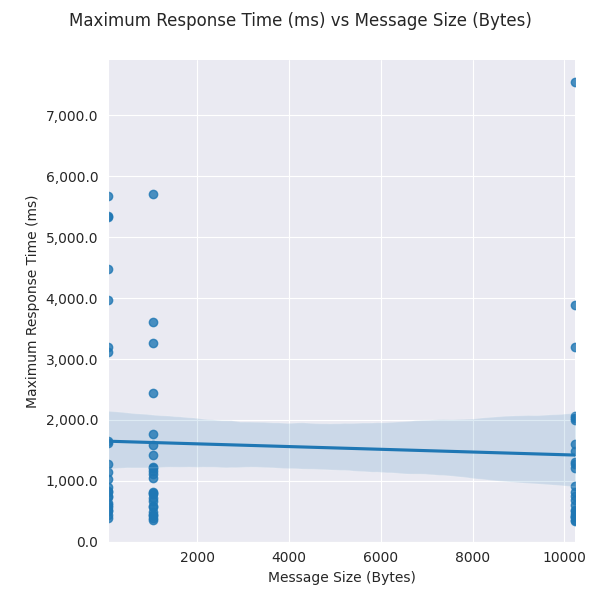 Maximum Response Time (ms) vs Message Size (Bytes)
7,000.0
6,000.0
5,000.0
4,000.0
3,000.0
2,000.0
1,000.0
0.0
Maximum Response Time (ms)
2000 4000 6000 8000 10000
Message Size (Bytes)